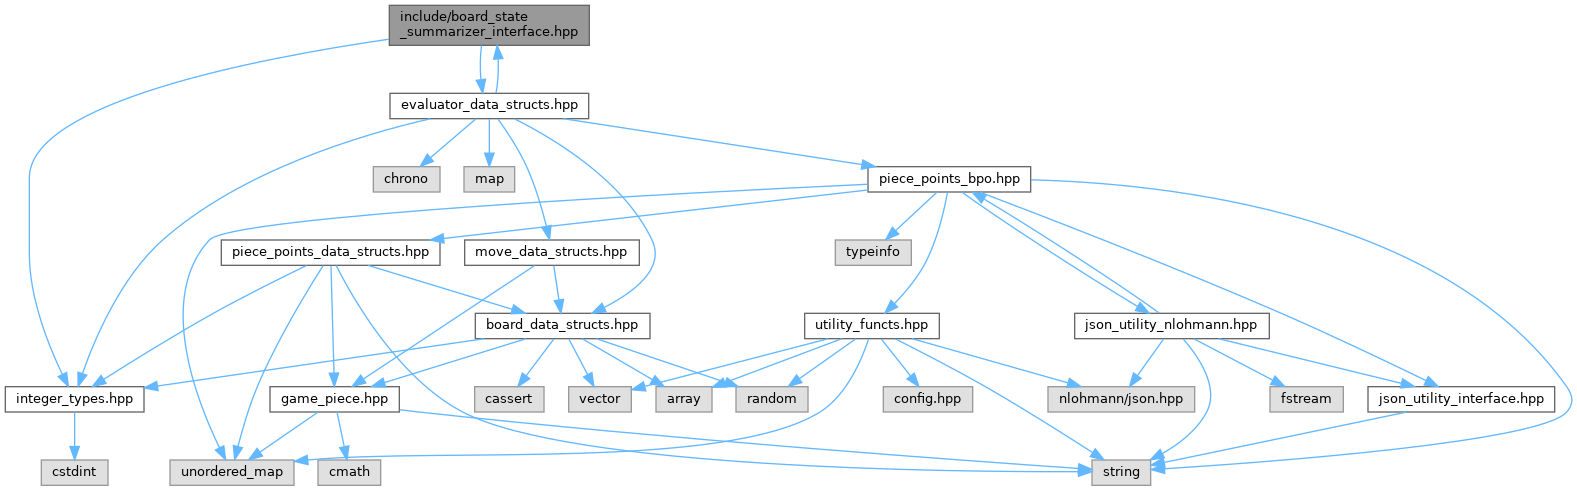 include/board_state
_summarizer_interface.hpp
evaluator_data_structs.hpp
chrono
map
piece_points_bpo.hpp
piece_points_data_structs.hpp
move_data_structs.hpp
typeinfo
board_data_structs.hpp
utility_functs.hpp
json_utility_nlohmann.hpp
integer_types.hpp
game_piece.hpp
cassert
vector
array
random
config.hpp
nlohmann/json.hpp
fstream
json_utility_interface.hpp
cstdint
unordered_map
cmath
string